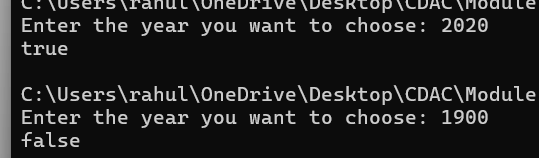 C:\Users\rahul\OneDrive\Desktop\CDAC\Module
Enter the year you want to choose: 2020
true
C:\Users\rahul\OneDrive\Desktop\CDAC\Module
Enter the year you want to choose: 1900
false